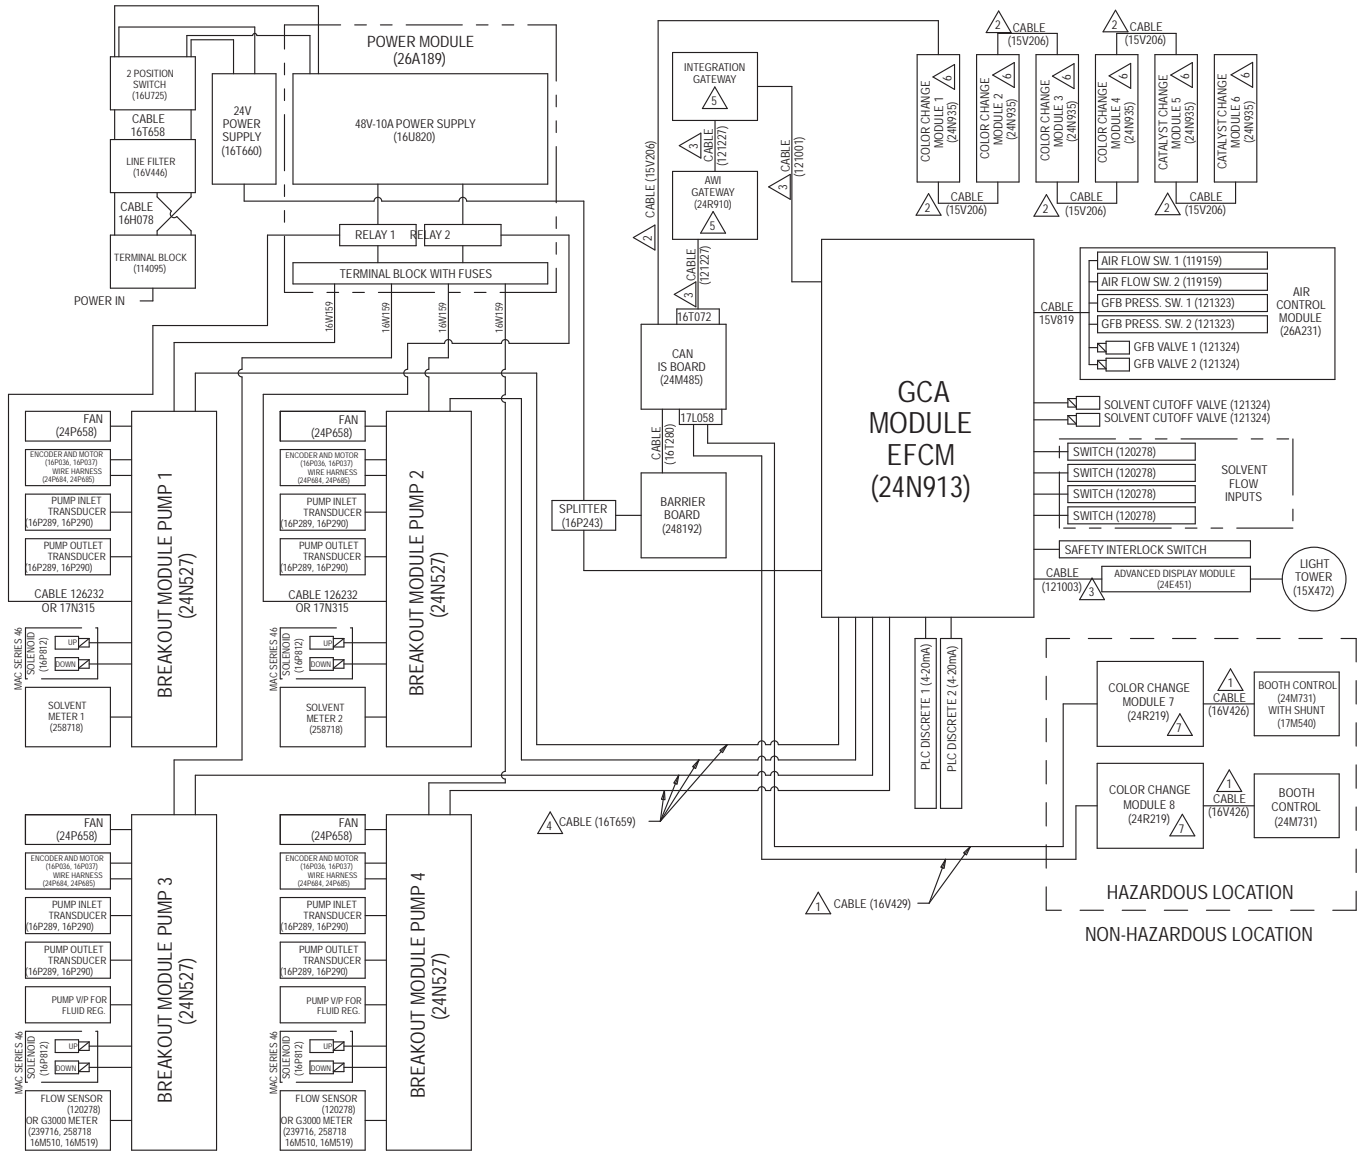 POWER MODULE
(26A189)
2 POSITION
SWITCH
(16U725)
CABLE
16T658
LINE FILTER
(16V446)
CABLE
16H078
TERMINAL BLOCK
(114095)
POWER IN
24V
POWER
SUPPLY
(16T660)
48V-10A POWER SUPPLY
(16U820)
RELAY 1
RELAY 2
TERMINAL BLOCK WITH FUSES
16W159
16W159
16W159
16W159
INTEGRATION
GATEWAY
5
3
CABLE
(121227)
AWI
GATEWAY
(24R910)
5
3
CABLE
(121227)
2
CABLE (15V206)
3
CABLE
(121001)
16T072
CAN
IS BOARD
(24M485)
17L058
CABLE
(16T280)
SPLITTER
(16P243)
BARRIER
BOARD
(248192)
2
CABLE
(15V206)
2
CABLE
(15V206)
COLOR CHANGE
MODULE 1
(24N935)
6
COLOR CHANGE
MODULE 2
(24N935)
6
COLOR CHANGE
MODULE 3
(24N935)
6
COLOR CHANGE
MODULE 4
(24N935)
6
CATALYST CHANGE
MODULE 5
(24N935)
6
CATALYST CHANGE
MODULE 6
(24N935)
6
2
CABLE
(15V206)
2
CABLE
(15V206)
2
CABLE
(15V206)
GCA
MODULE
EFCM
(24N913)
CABLE
15V819
AIR FLOW SW. 1 (119159)
AIR FLOW SW. 2 (119159)
GFB PRESS. SW. 1 (121323)
GFB PRESS. SW. 2 (121323)
GFB VALVE 1 (121324)
GFB VALVE 2 (121324)
AIR
CONTROL
MODULE
(26A231)
SOLVENT CUTOFF VALVE (121324)
SOLVENT CUTOFF VALVE (121324)
SWITCH (120278)
SWITCH (120278)
SWITCH (120278)
SWITCH (120278)
SOLVENT
FLOW
INPUTS
SAFETY INTERLOCK SWITCH
CABLE
(121003)
3
ADVANCED DISPLAY MODULE
(24E451)
LIGHT
TOWER
(15X472)
PLC DISCRETE 1 (4-20mA)
PLC DISCRETE 2 (4-20mA)
COLOR CHANGE
MODULE 7
(24R219)
7
1
CABLE
(16V426)
BOOTH CONTROL
(24M731)
WITH SHUNT
(17M540)
COLOR CHANGE
MODULE 8
(24R219)
7
1
CABLE
(16V426)
BOOTH
CONTROL
(24M731)
HAZARDOUS LOCATION
NON-HAZARDOUS LOCATION
4
CABLE (16T659)
1
CABLE (16V429)
FAN
(24P658)
ENCODER AND MOTOR
(16P036, 16P037)
WIRE HARNESS
(24P684, 24P685)
PUMP INLET
TRANSDUCER
(16P289, 16P290)
PUMP OUTLET
TRANSDUCER
(16P289, 16P290)
CABLE 126232
OR 17N315
MAC SERIES 46
SOLENOID
(16P812)
UP
DOWN
SOLVENT
METER 1
(258718)
BREAKOUT MODULE PUMP 1
(24N527)
FAN
(24P658)
ENCODER AND MOTOR
(16P036, 16P037)
WIRE HARNESS
(24P684, 24P685)
PUMP INLET
TRANSDUCER
(16P289, 16P290)
PUMP OUTLET
TRANSDUCER
(16P289, 16P290)
CABLE 126232
OR 17N315
MAC SERIES 46
SOLENOID
(16P812)
UP
DOWN
SOLVENT
METER 2
(258718)
BREAKOUT MODULE PUMP 2
(24N527)
FAN
(24P658)
ENCODER AND MOTOR
(16P036, 16P037)
WIRE HARNESS
(24P684, 24P685)
PUMP INLET
TRANSDUCER
(16P289, 16P290)
PUMP OUTLET
TRANSDUCER
(16P289, 16P290)
PUMP V/P FOR
FLUID REG.
MAC SERIES 46
SOLENOID
(16P812)
UP
DOWN
FLOW SENSOR
(120278)
OR G3000 METER
(239716, 258718
16M510, 16M519)
BREAKOUT MODULE PUMP 3
(24N527)
FAN
(24P658)
ENCODER AND MOTOR
(16P036, 16P037)
WIRE HARNESS
(24P684, 24P685)
PUMP INLET
TRANSDUCER
(16P289, 16P290)
PUMP OUTLET
TRANSDUCER
(16P289, 16P290)
PUMP V/P FOR
FLUID REG.
MAC SERIES 46
SOLENOID
(16P812)
UP
DOWN
FLOW SENSOR
(120278)
OR G3000 METER
(239716, 258718
16M510, 16M519)
BREAKOUT MODULE PUMP 4
(24N527)